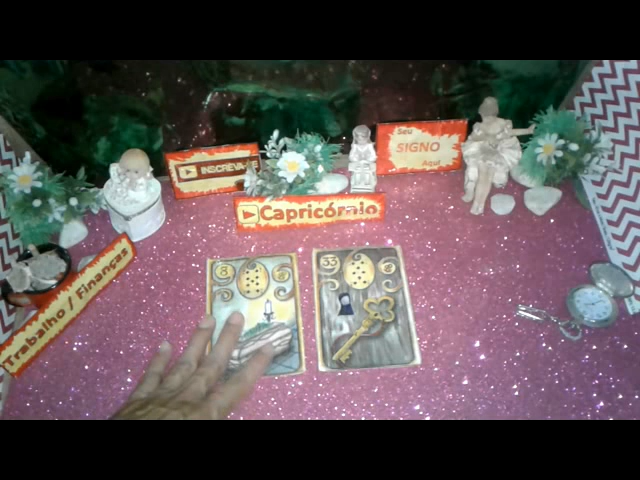 INSCREVA-SE
Seu
SIGNO
Aqui
Capricórnio
Trabalho / Finanças
8
33